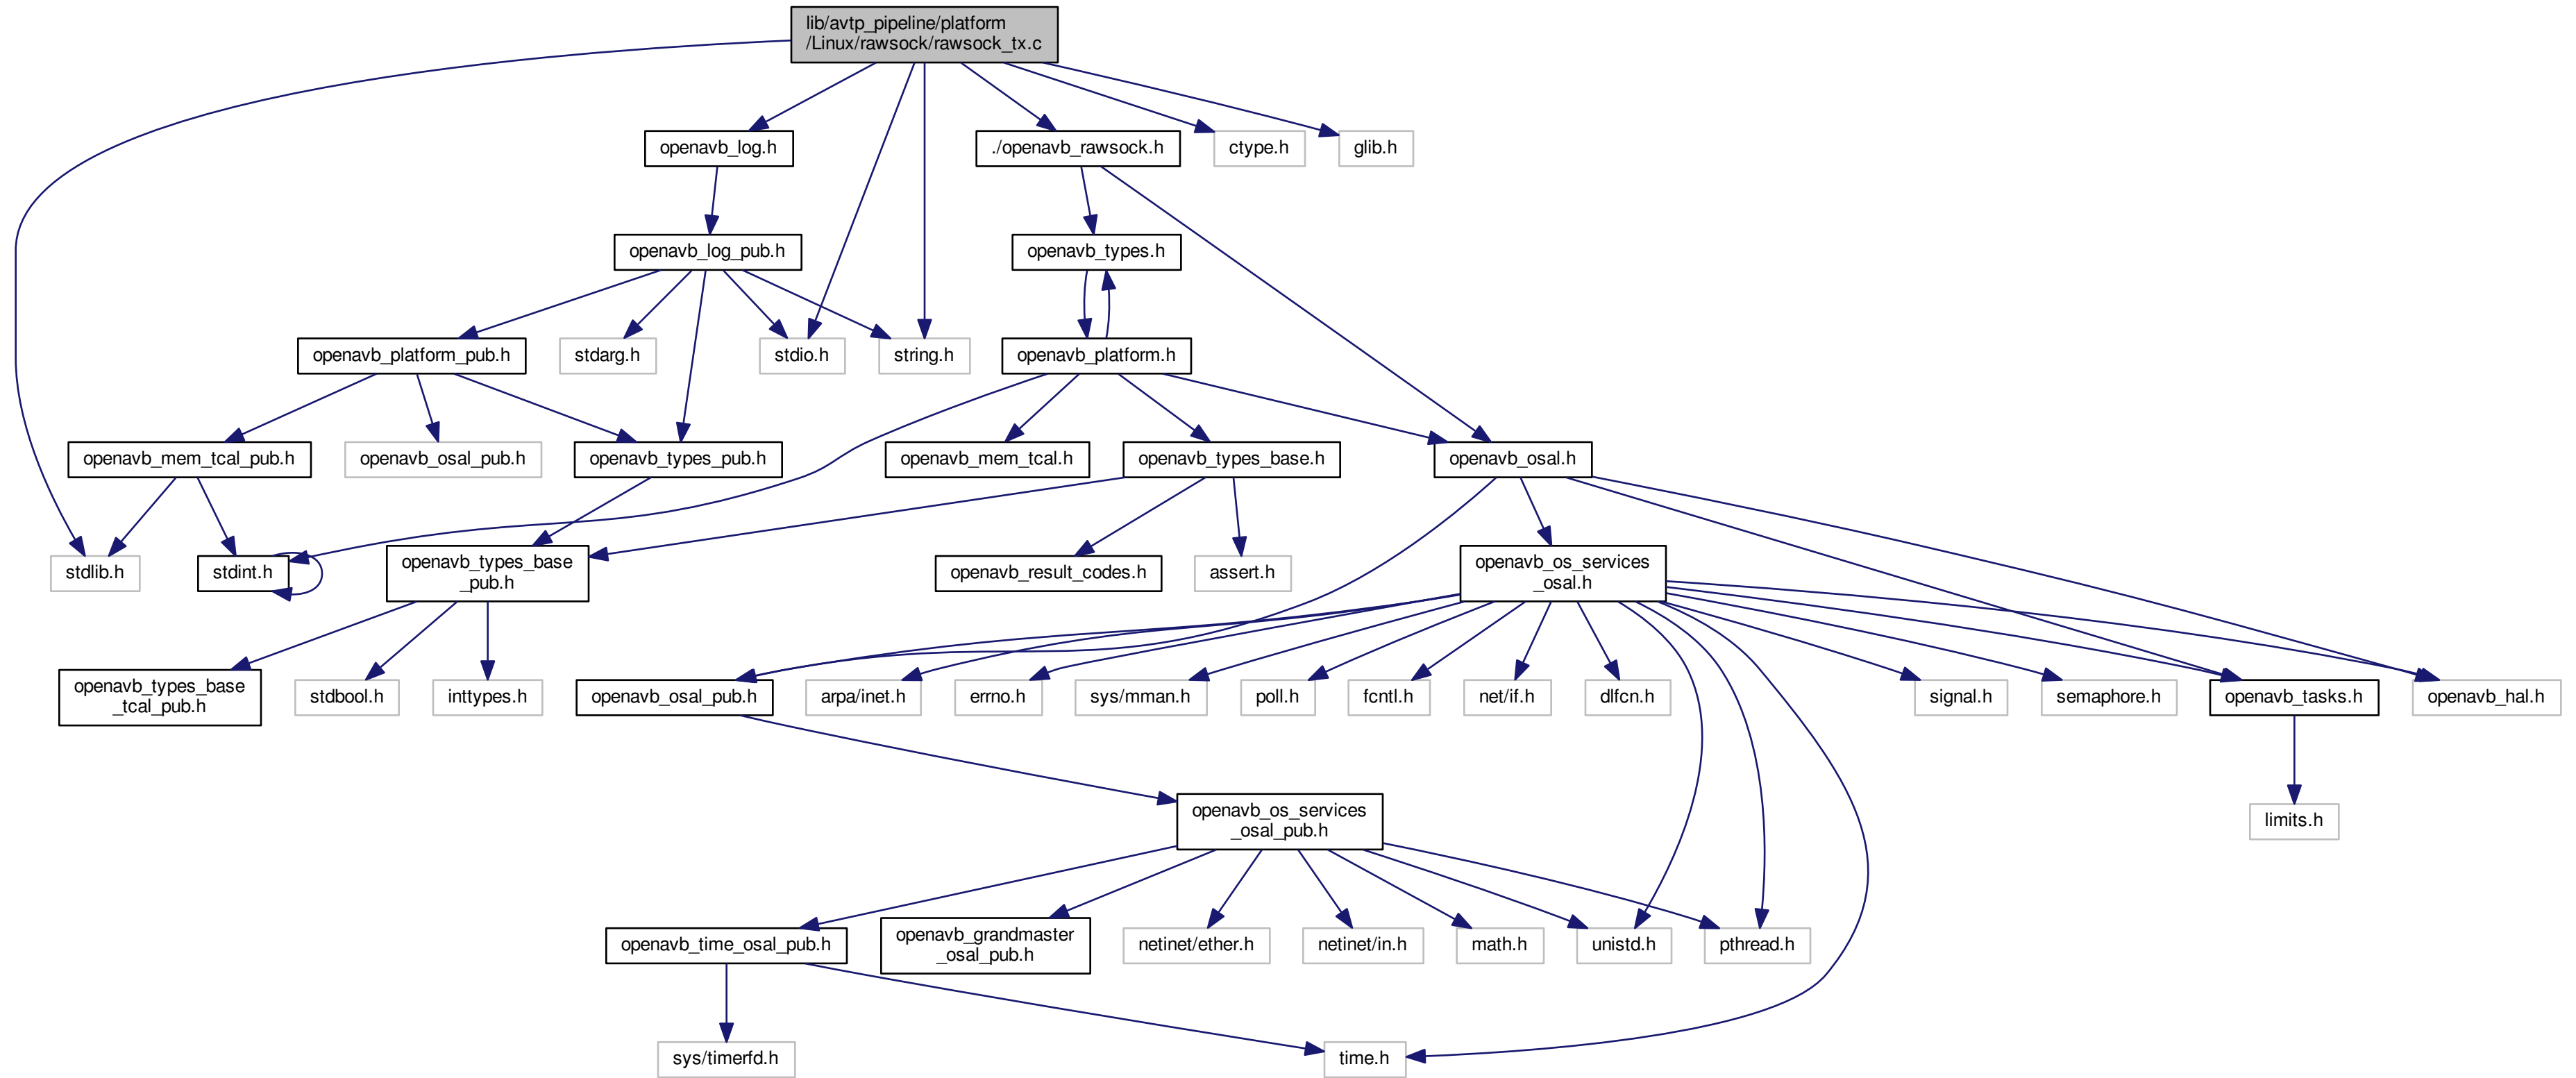 lib/avtp_pipeline/platform
/Linux/rawsock/rawsock_tx.c
openavb_log.h
./openavb_rawsock.h
ctype.h
glib.h
openavb_log_pub.h
openavb_types.h
openavb_platform_pub.h
stdarg.h
stdio.h
string.h
openavb_platform.h
openavb_mem_tcal_pub.h
openavb_osal_pub.h
openavb_types_pub.h
openavb_mem_tcal.h
openavb_types_base.h
openavb_osal.h
stdlib.h
stdint.h
openavb_types_base
_pub.h
openavb_result_codes.h
assert.h
openavb_os_services
_osal.h
openavb_types_base
_tcal_pub.h
stdbool.h
inttypes.h
openavb_osal_pub.h
arpa/inet.h
errno.h
sys/mman.h
poll.h
fcntl.h
net/if.h
dlfcn.h
signal.h
semaphore.h
openavb_tasks.h
openavb_hal.h
openavb_os_services
_osal_pub.h
limits.h
openavb_time_osal_pub.h
openavb_grandmaster
_osal_pub.h
netinet/ether.h
netinet/in.h
math.h
unistd.h
pthread.h
sys/timerfd.h
time.h